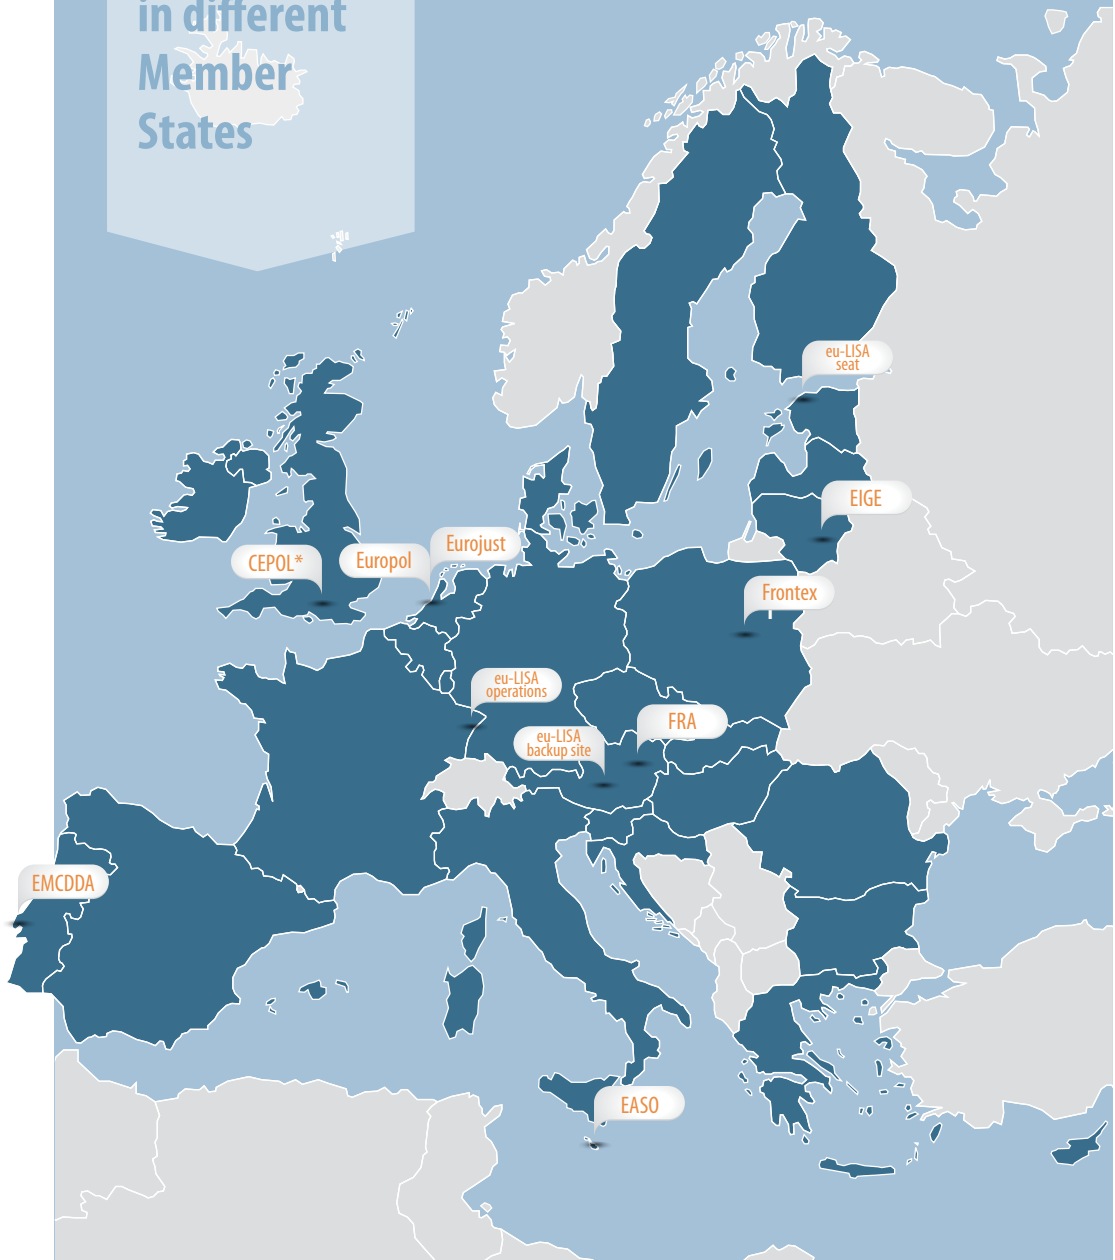 in different
Member
States
eu-LISA
seat
EIGE
Eurojust
Europol
CEPOL*
Frontex
eu-LISA
operations
FRA
eu-LISA
backup site
EMCDDA
EASO